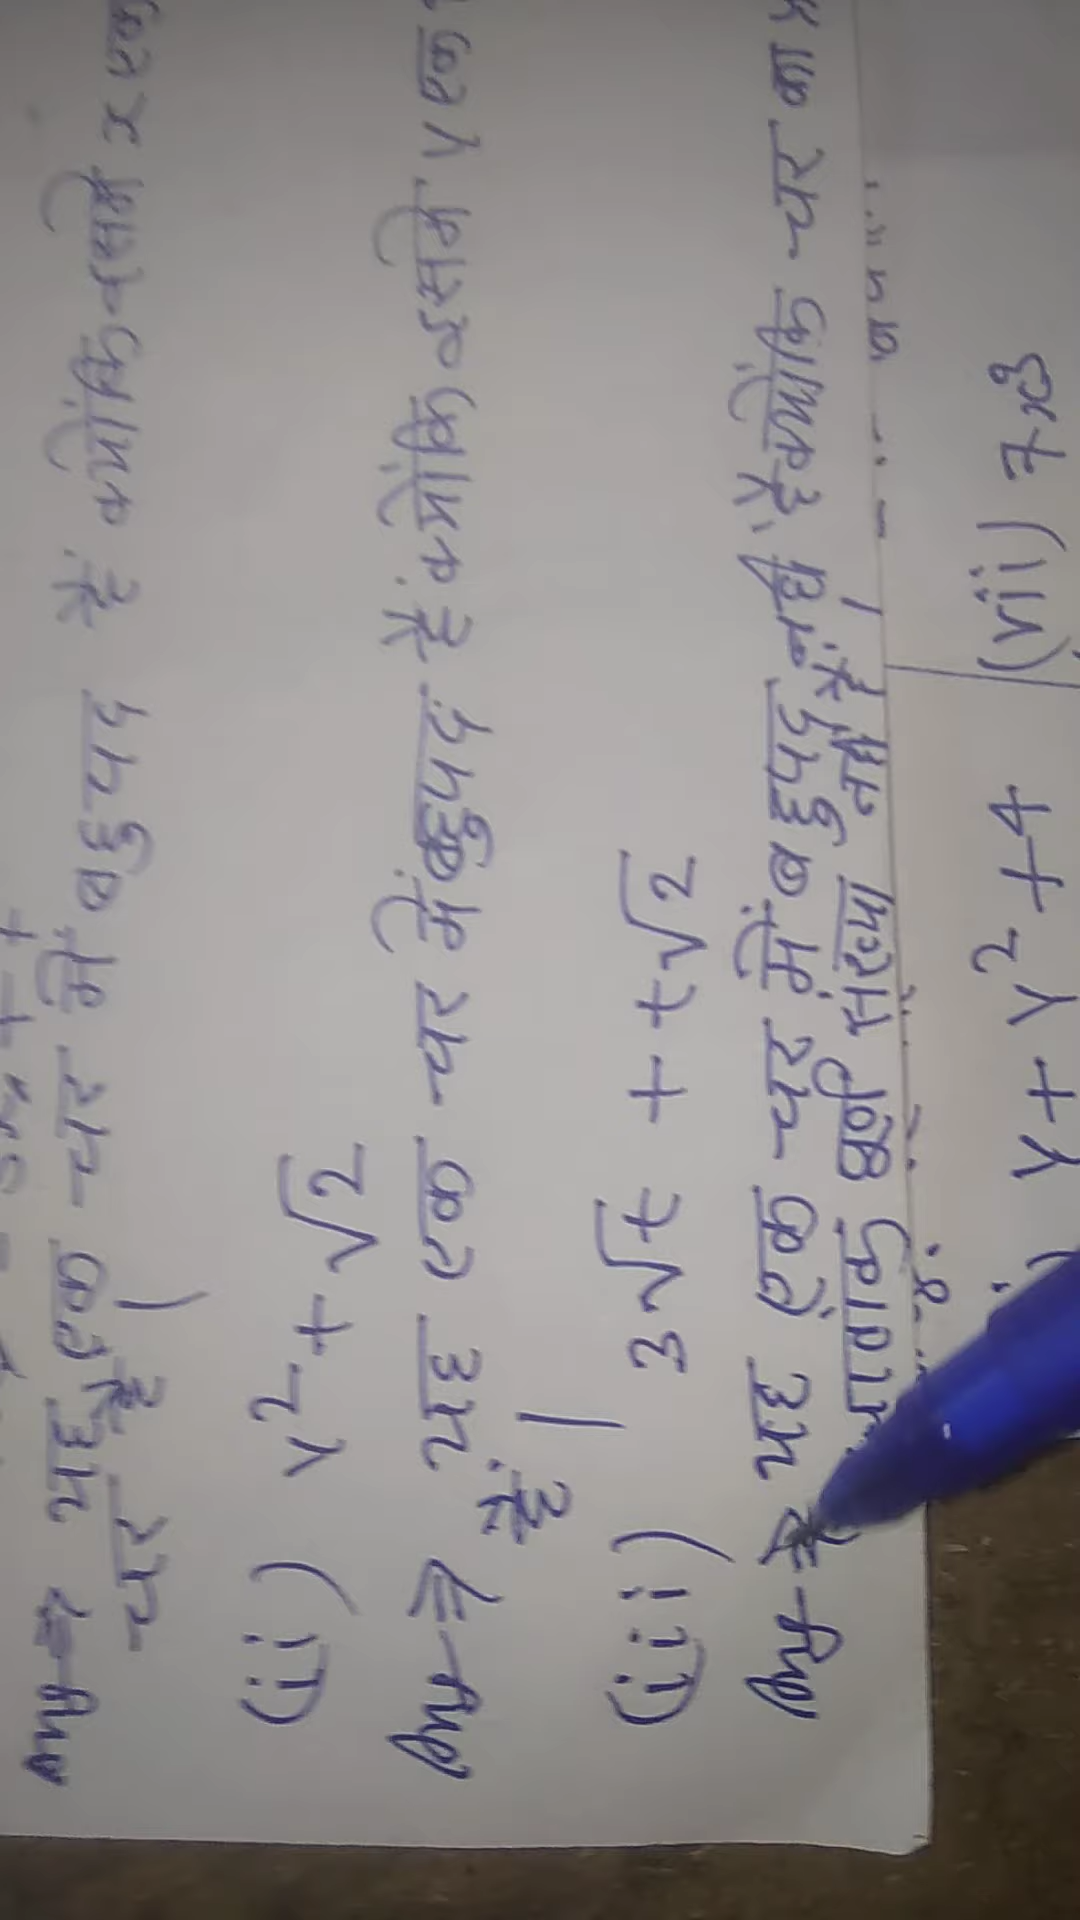 Ans → यह एक चर में बहुपद है क्योंकि इसमें x एक
चर है ।
(ii) y² + √2
Ans ⇒ यह एक चर में बहुपद है क्योंकि इसमें y एक
है ।
(iii) 3√t + t√2
Ans ⇒ यह एक चर में बहुपद नहीं है क्योंकि चर का
घातांक पूर्ण संख्या नहीं है ।
y + y² + 4
(vii) 7x³